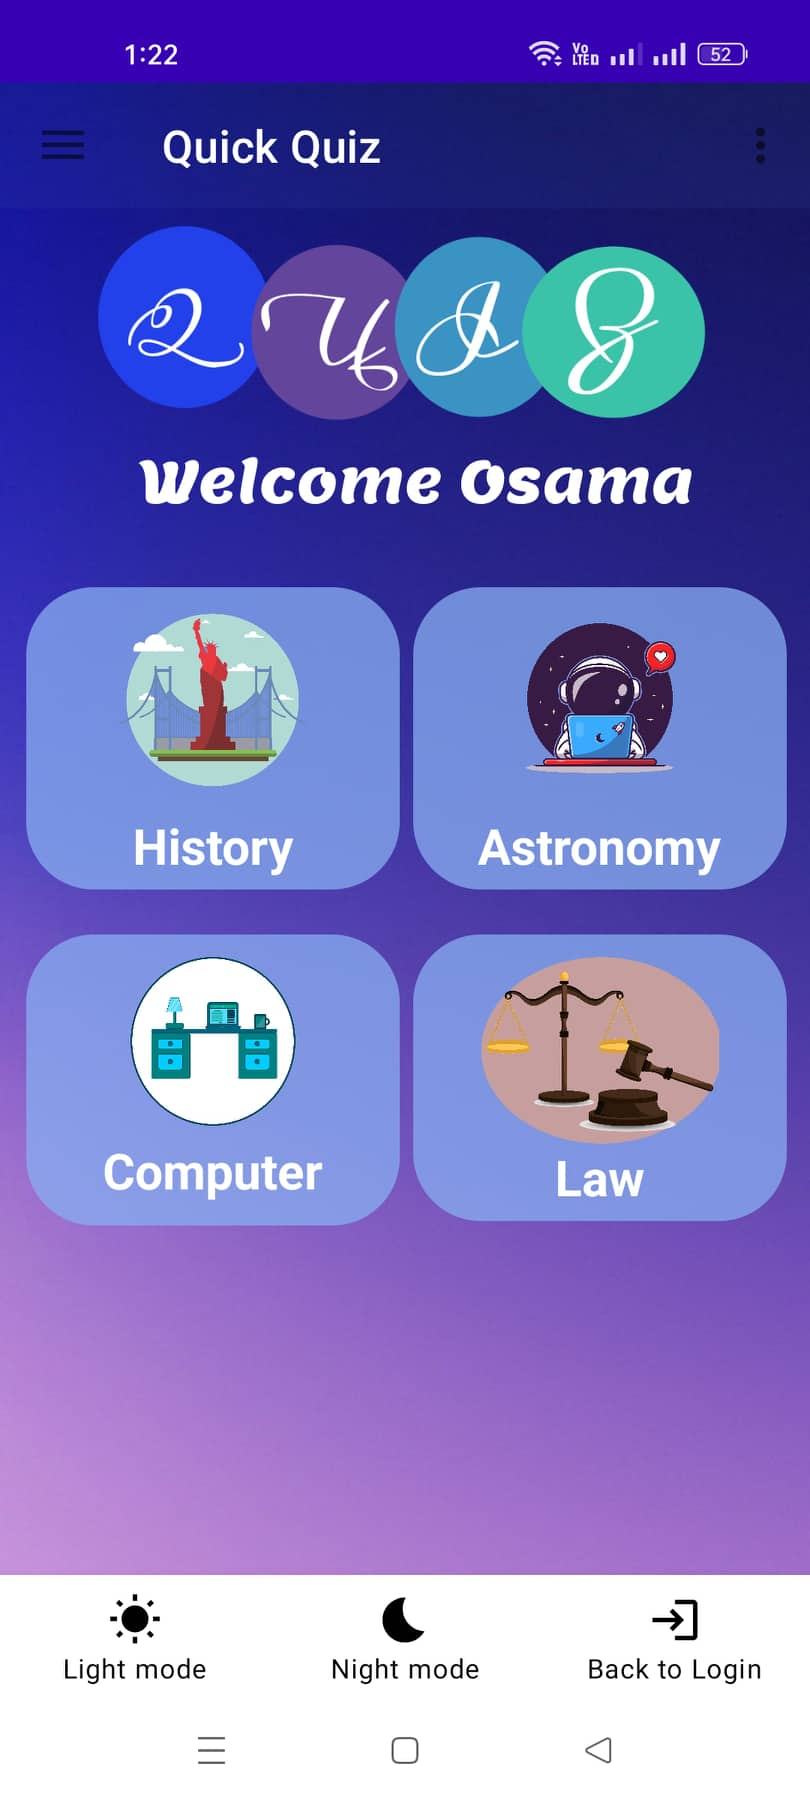 1:22 Vo LTE D 52
Quick Quiz
QUIZ
Welcome Osama
History Astronomy
Computer Law
Light mode Night mode Back to Login